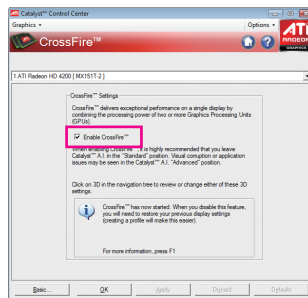 Catalyst™ Control Center
Graphics
Options
ATI
RADEON
GRAPHICS
CrossFire™
1.ATI Radeon HD 4200 [ MX151T-2 ]
CrossFire™ Settings
CrossFire™ delivers exceptional performance on a single display by
combining the processing power of two or more Graphics Processing Units
(GPUs).
Enable CrossFire™
When enabling CrossFire™, it is highly recommended that you leave
Catalyst™ A.I. in the "Standard" position. Visual corruption or application
issues may be seen in the Catalyst™ A.I. "Advanced" position.
Click on 3D in the navigation tree to review or change either of these 3D
settings.
CrossFire™ has now started. When you disable this feature,
you will need to restore your previous display settings
(creating a profile will make this easier).
For more information, press F1
Basic...
OK
Apply
Discard
Defaults